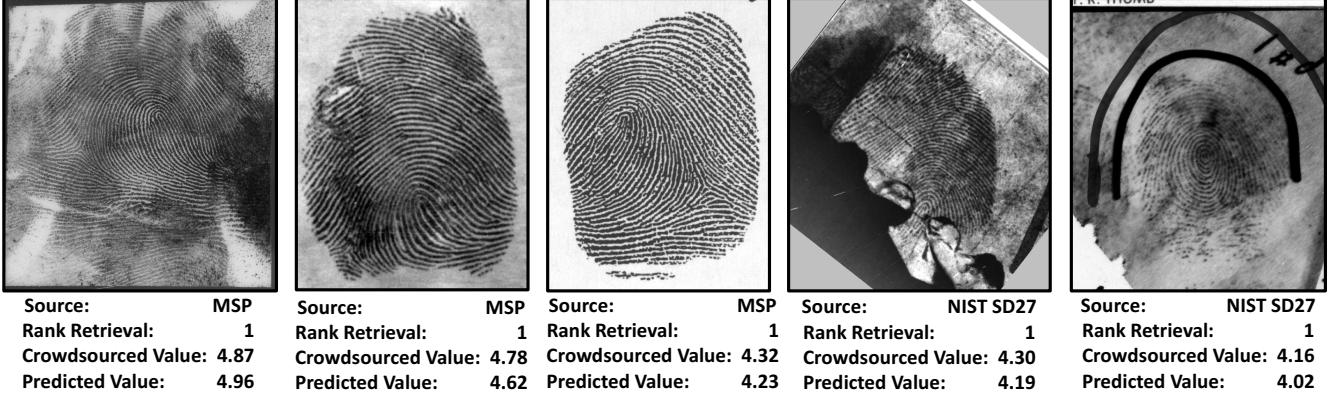 P. R. THUMB
1#0
Source: MSP
Rank Retrieval: 1
Crowdsourced Value: 4.87
Predicted Value: 4.96
Source: MSP
Rank Retrieval: 1
Crowdsourced Value: 4.78
Predicted Value: 4.62
Source: MSP
Rank Retrieval: 1
Crowdsourced Value: 4.32
Predicted Value: 4.23
Source: NIST SD27
Rank Retrieval: 1
Crowdsourced Value: 4.30
Predicted Value: 4.19
Source: NIST SD27
Rank Retrieval: 1
Crowdsourced Value: 4.16
Predicted Value: 4.02